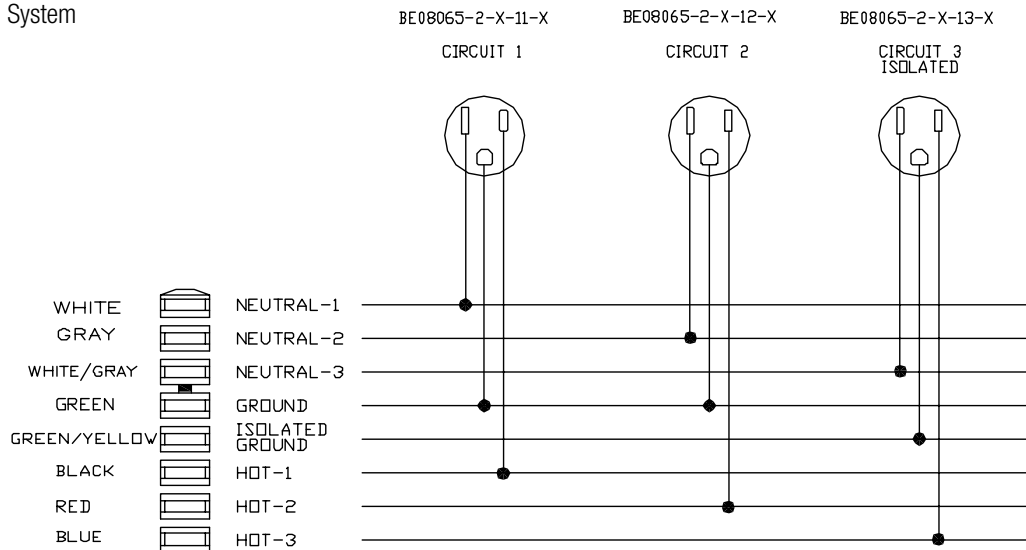 System
BE08065-2-X-11-X BE08065-2-X-12-X BE08065-2-X-13-X
CIRCUIT 1 CIRCUIT 2 CIRCUIT 3
ISOLATED
WHITE NEUTRAL-1
GRAY NEUTRAL-2
WHITE/GRAY NEUTRAL-3
GREEN GROUND
GREEN/YELLOW ISOLATED
GROUND
BLACK HOT-1
RED HOT-2
BLUE HOT-3